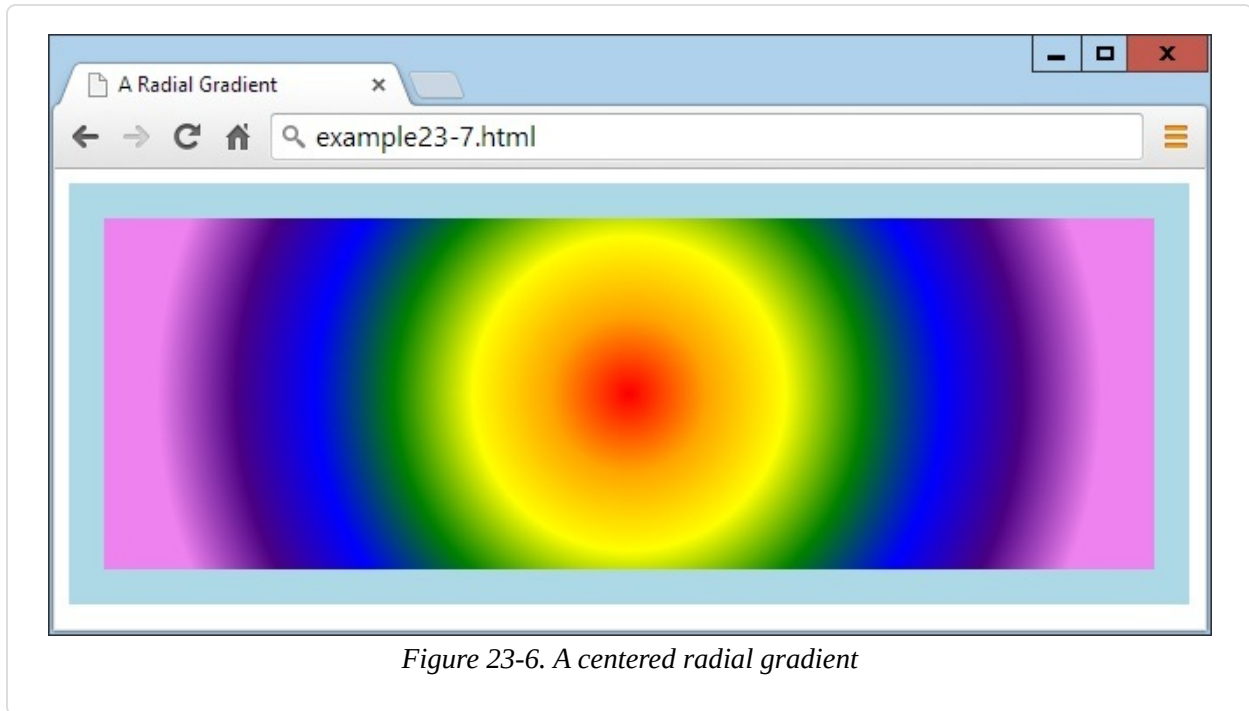 A Radial Gradient
example23-7.html
Figure 23-6. A centered radial gradient